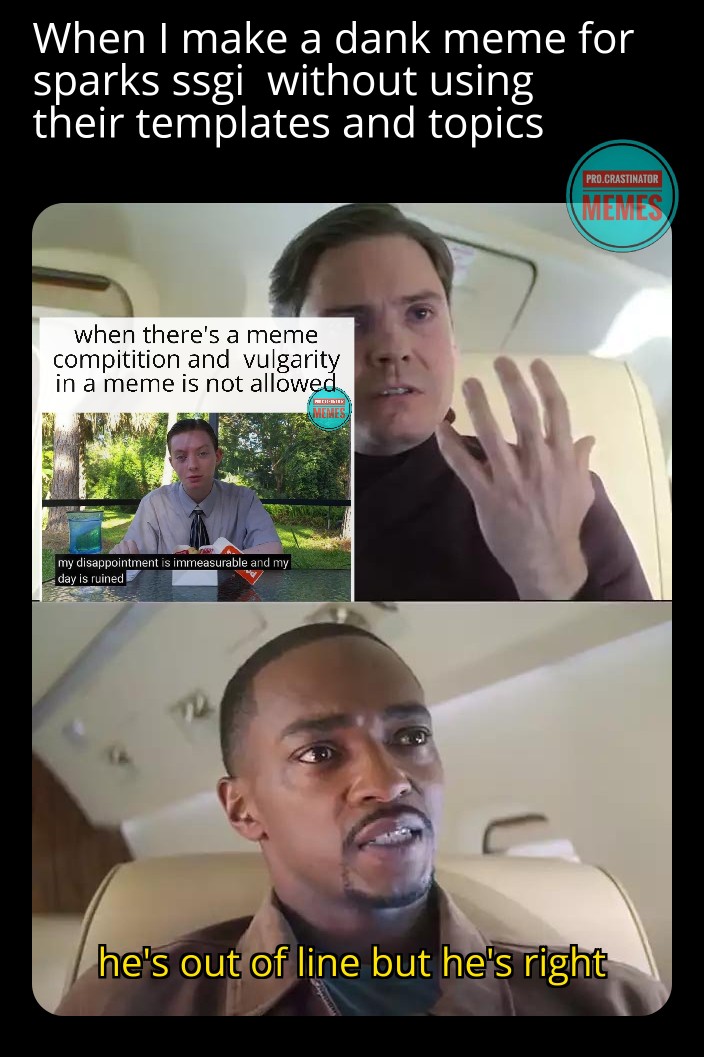 When I make a dank meme for
sparks ssgi  without using
their templates and topics
PRO.CRASTINATOR
MEMES
when there's a meme
compitition and  vulgarity
in a meme is not allowed
MEMES
my disappointment is immeasurable and my
day is ruined
he's out of line but he's right